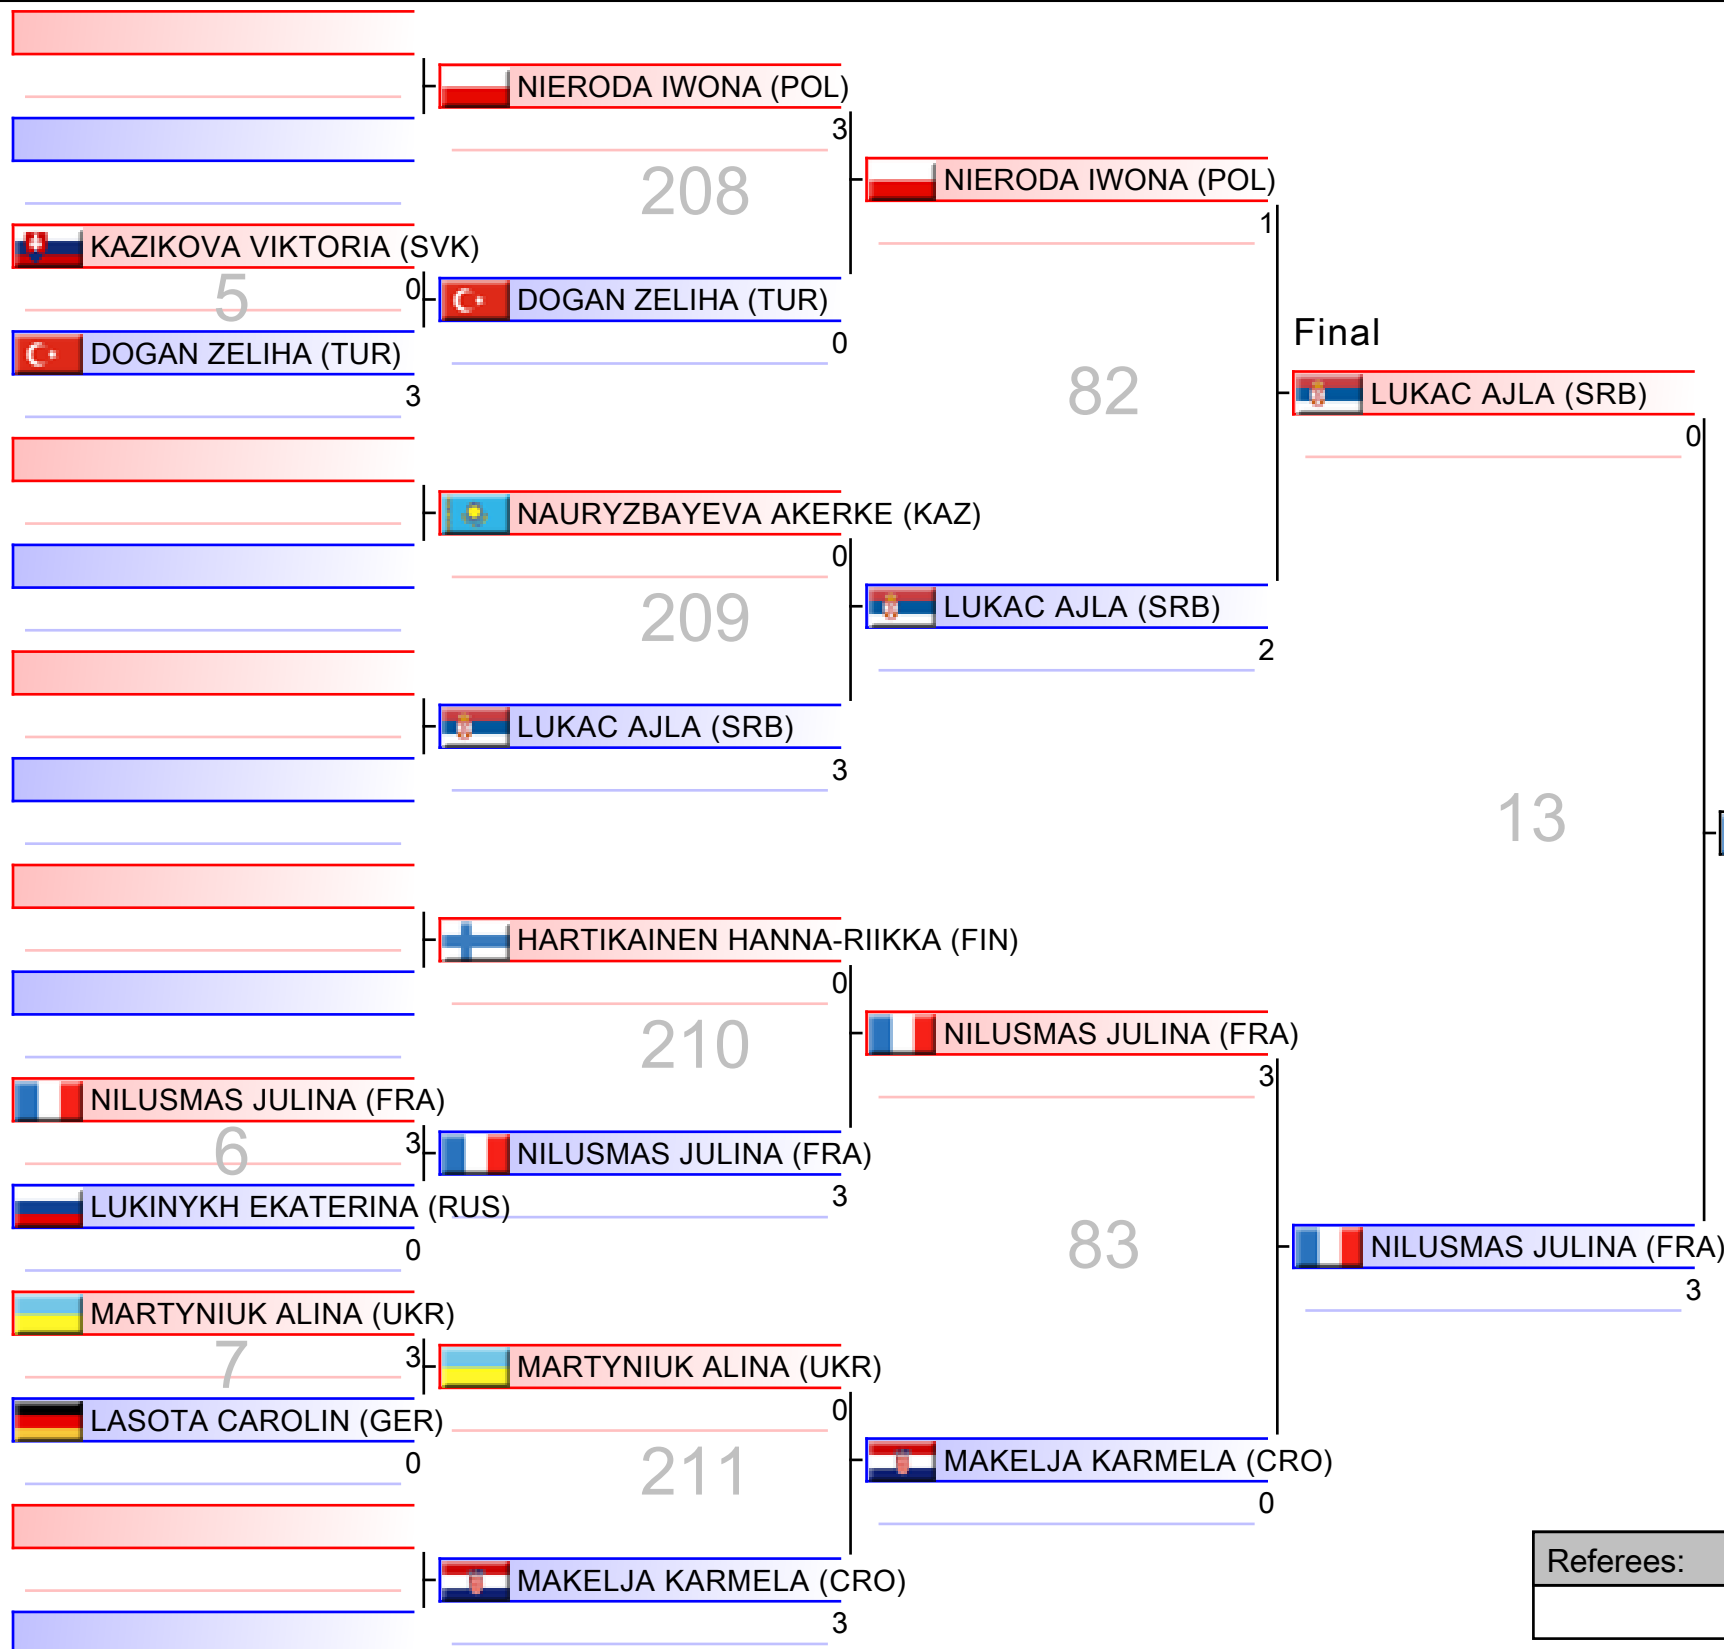 NIERODA IWONA (POL)
3
208
NIERODA IWONA (POL)
1
KAZIKOVA VIKTORIA (SVK)
0
5
DOGAN ZELIHA (TUR)
0
DOGAN ZELIHA (TUR)
3
82
Final
LUKAC AJLA (SRB)
0
NAURYZBAYEVA AKERKE (KAZ)
0
209
LUKAC AJLA (SRB)
2
LUKAC AJLA (SRB)
3
13
HARTIKAINEN HANNA-RIIKKA (FIN)
0
210
NILUSMAS JULINA (FRA)
3
NILUSMAS JULINA (FRA)
3
6
NILUSMAS JULINA (FRA)
3
LUKINYKH EKATERINA (RUS)
0
83
NILUSMAS JULINA (FRA)
3
MARTYNIUK ALINA (UKR)
3
7
MARTYNIUK ALINA (UKR)
0
LASOTA CAROLIN (GER)
0
211
MAKELJA KARMELA (CRO)
0
MAKELJA KARMELA (CRO)
3
Referees: